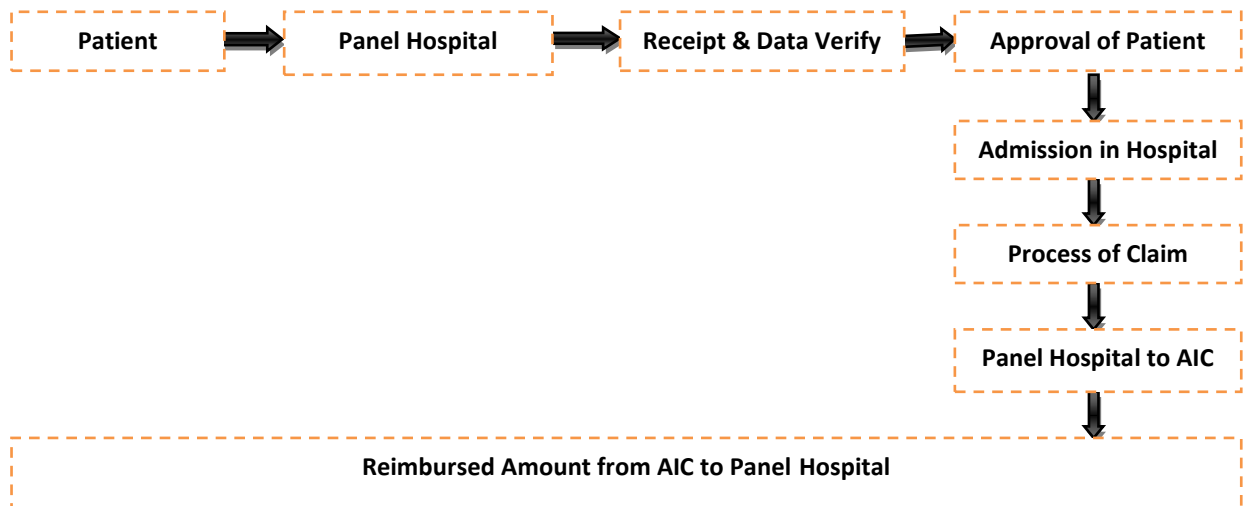 Patient
Panel Hospital
Receipt & Data Verify
Approval of Patient
Admission in Hospital
Process of Claim
Panel Hospital to AIC
Reimbursed Amount from AIC to Panel Hospital